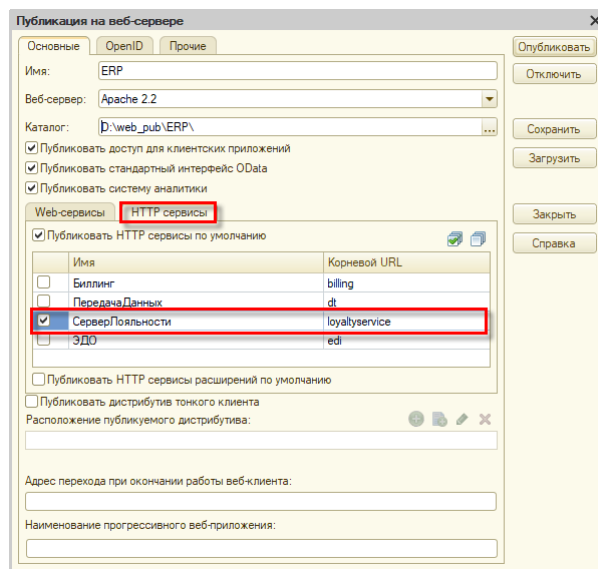 Публикация на веб-сервере
Основные OpenID Прочие
Опубликовать
Имя: ERP
Отключить
Веб-сервер: Apache 2.2
Каталог: D:\web_pub\ERP\ ...
Сохранить
Публиковать доступ для клиентских приложений
Загрузить
Публиковать стандартный интерфейс OData
Публиковать систему аналитики
Web-сервисы HTTP сервисы
Закрыть
Публиковать HTTP сервисы по умолчанию
Справка
Имя Корневой URL
Биллинг billing
ПередачаДанных dt
СерверЛояльности loyaltyservice
ЭДО edi
Публиковать HTTP сервисы расширений по умолчанию
Публиковать дистрибутив тонкого клиента
Расположение публикуемого дистрибутива:
Адрес перехода при окончании работы веб-клиента:
Наименование прогрессивного веб-приложения: